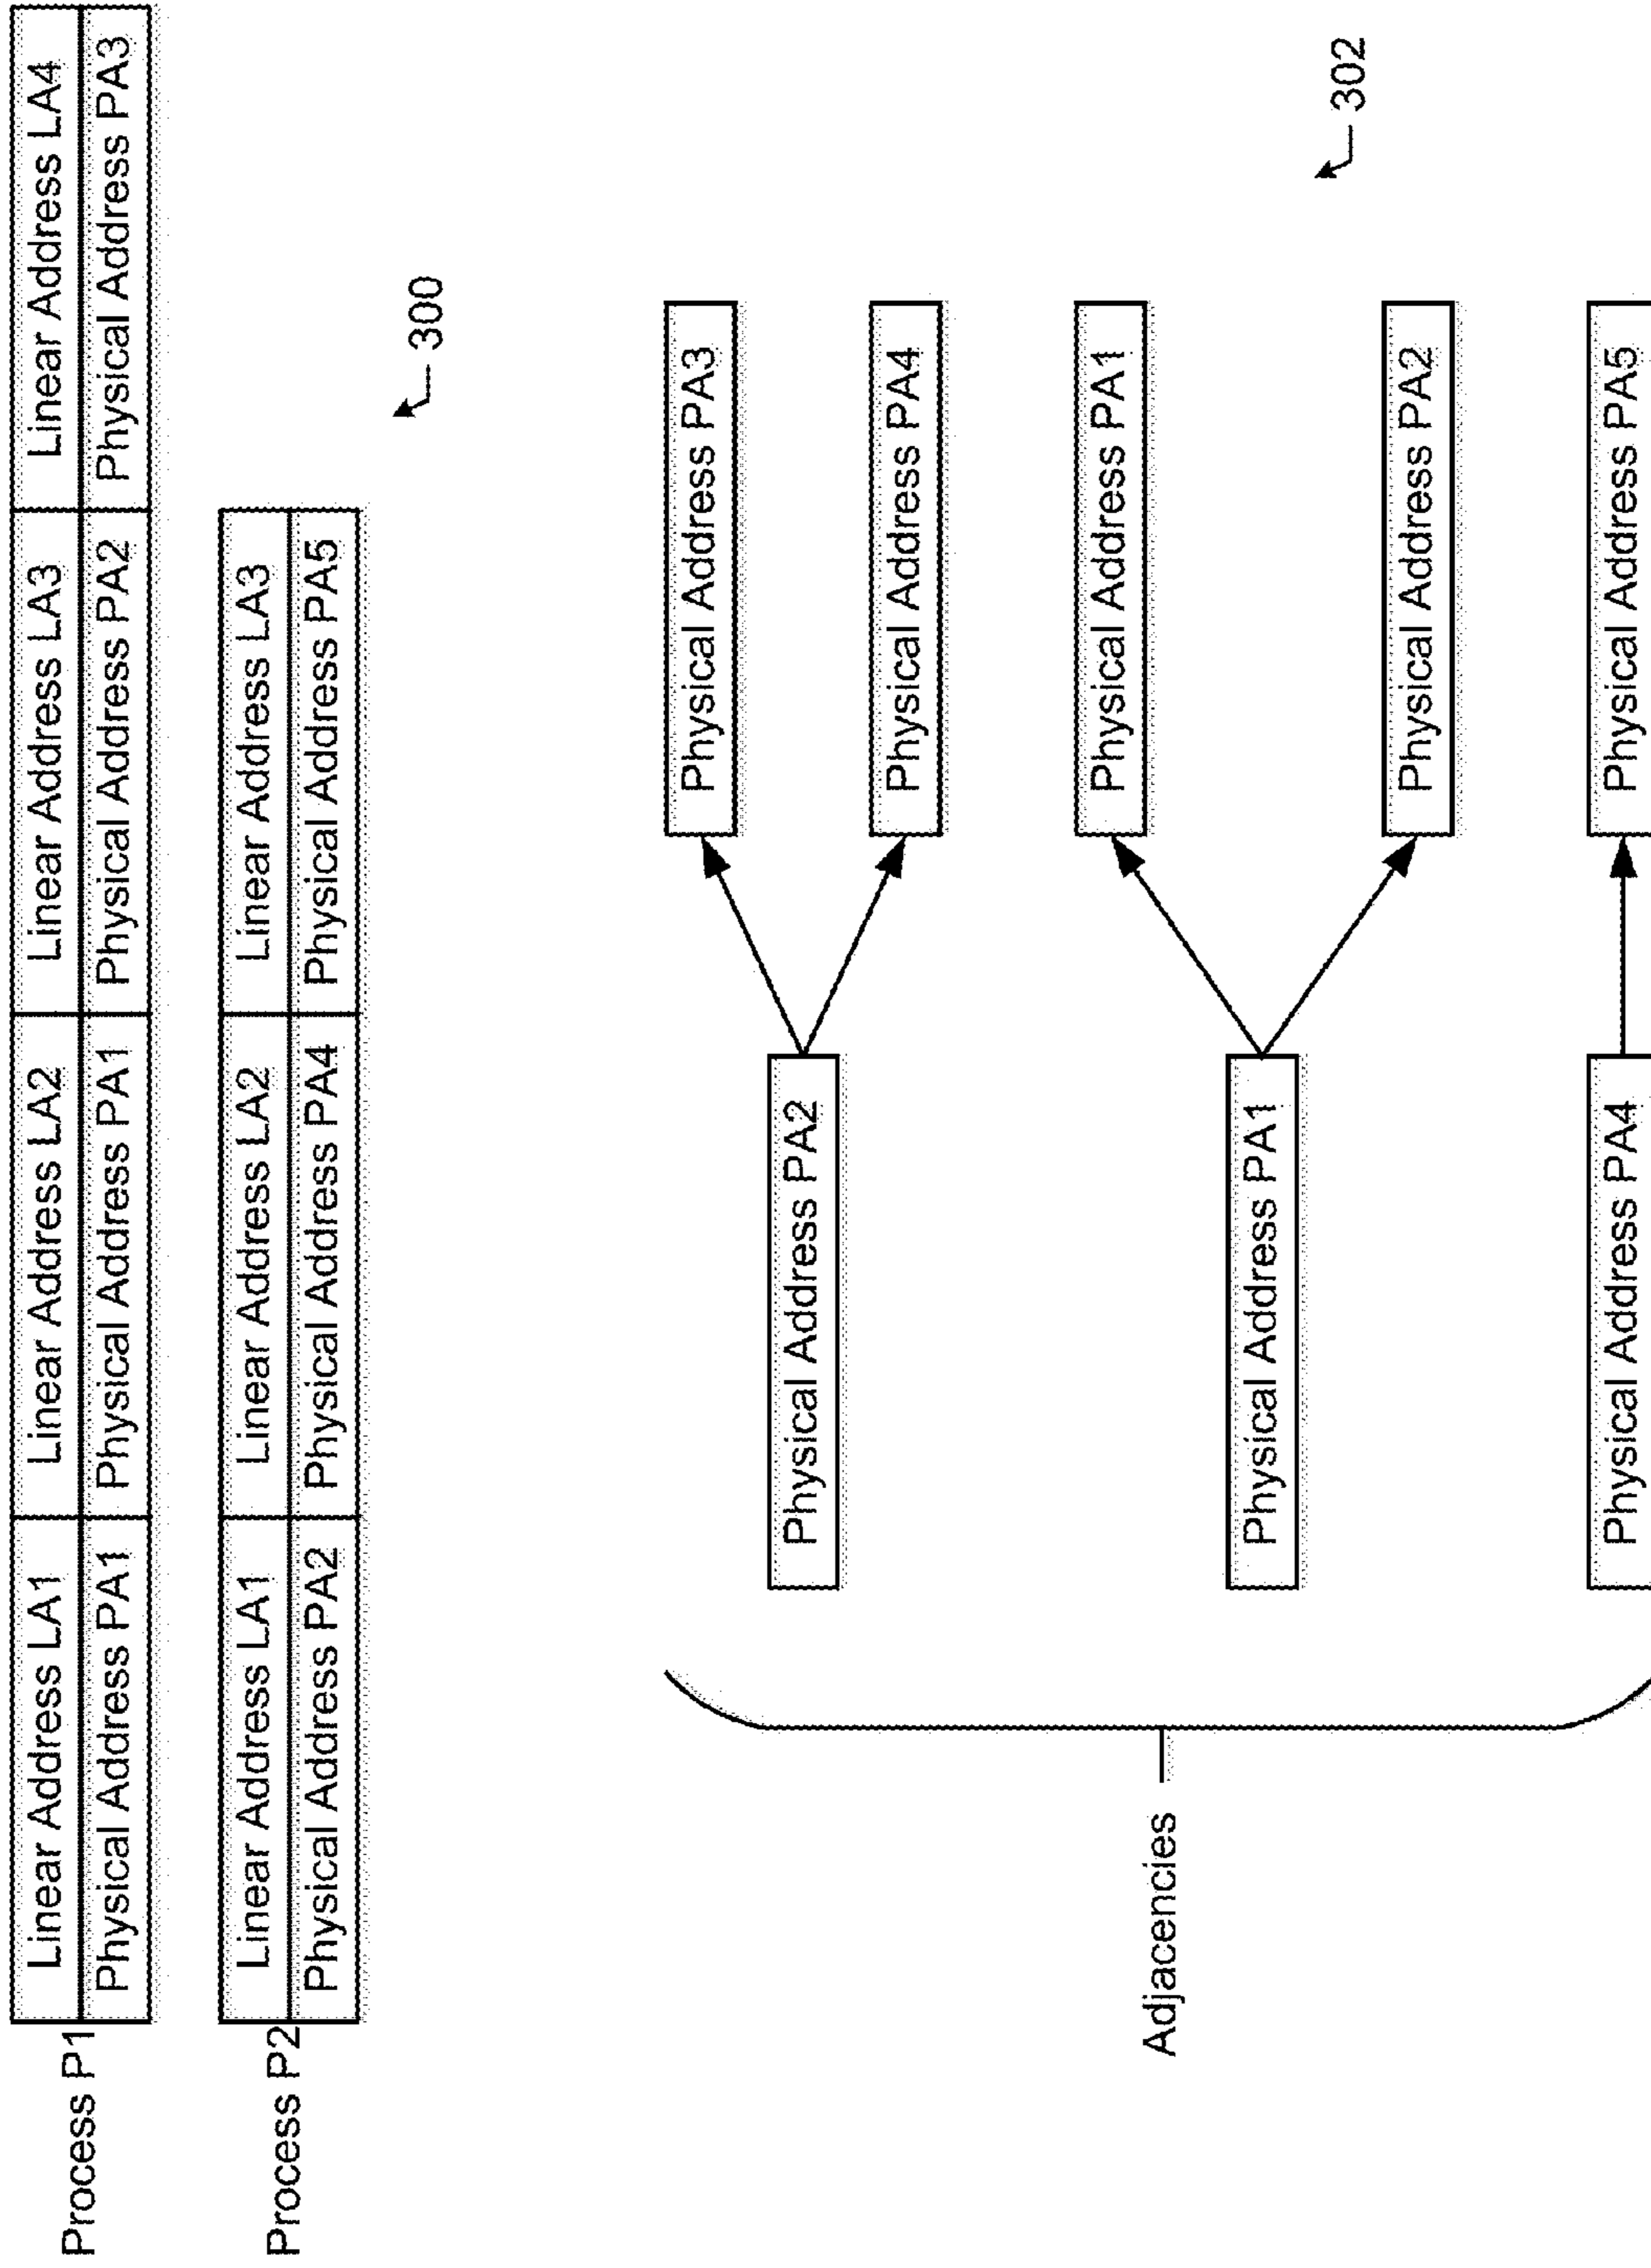 Process P1
Linear Address LA1
Linear Address LA2
Linear Address LA3
Linear Address LA4
Physical Address PA1
Physical Address PA1
Physical Address PA2
Physical Address PA3
Process P2
Linear Address LA1
Linear Address LA2
Linear Address LA3
Physical Address PA2
Physical Address PA4
Physical Address PA5
300
Adjacencies
Physical Address PA2
Physical Address PA3
Physical Address PA4
Physical Address PA1
Physical Address PA1
Physical Address PA2
Physical Address PA4
Physical Address PA5
302